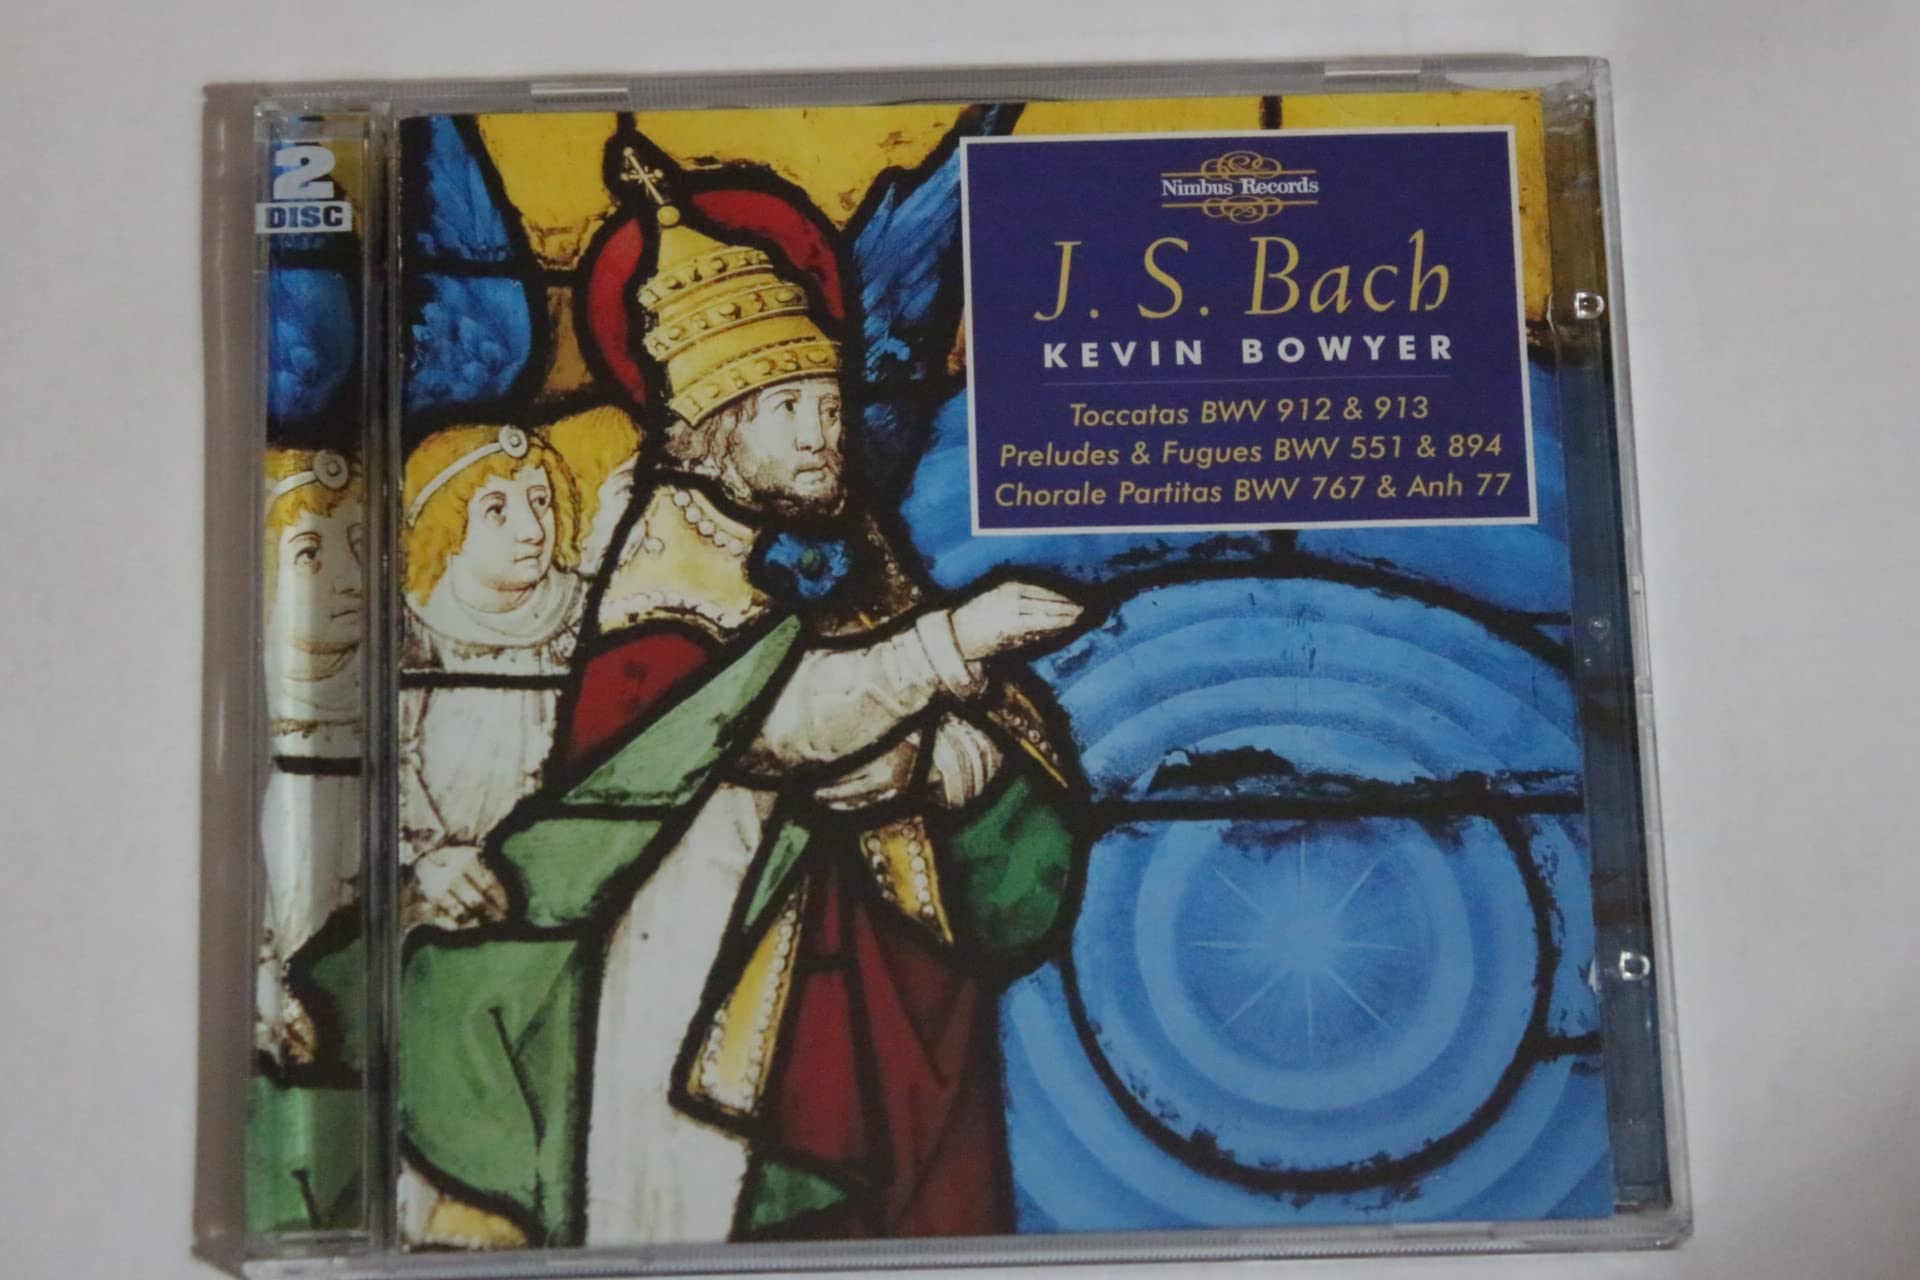 2
DISC
Nimbus Records
J. S. Bach
KEVIN BOWYER
Toccatas BWV 912 & 913
Preludes & Fugues BWV 551 & 894
Chorale Partitas BWV 767 & Anh 77